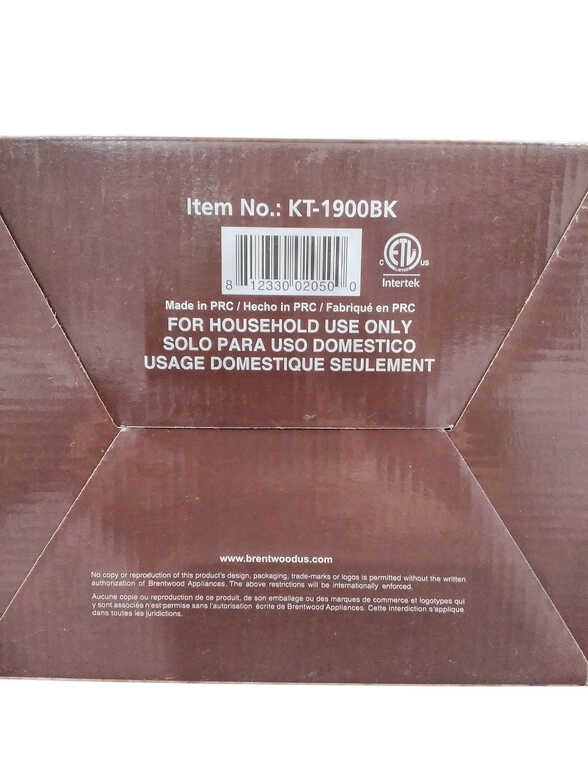 Item No.: KT-1900BK
8 12330 02050 0
C ETL US
LISTED
Intertek
Made in PRC / Hecho in PRC / Fabriqué en PRC
FOR HOUSEHOLD USE ONLY
SOLO PARA USO DOMESTICO
USAGE DOMESTIQUE SEULEMENT
www.brentwoodus.com
No copy or reproduction of this product's design, packaging, trade-marks or logos is permitted without the written
authorization of Brentwood Appliances. The above restrictions will be internationally enforced.
Aucune copie ou reproduction de ce produit, de son emballage ou des marques de commerce et logotypes qui
y sont associés n'est permise sans l'autorisation écrite de Brentwood Appliances. Cette interdiction s'applique
dans toutes les juridictions.